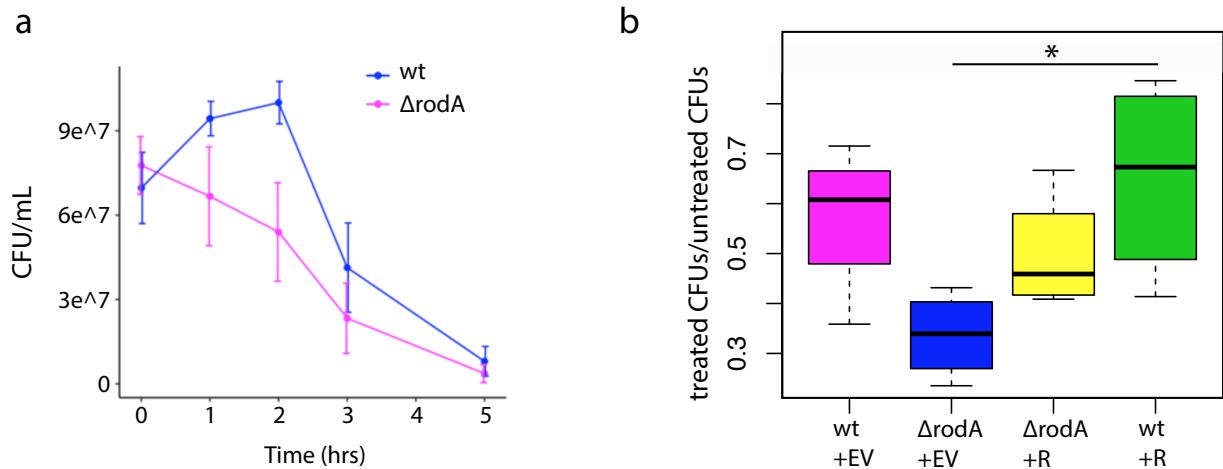 a
wt
ΔrodA
9e^7
6e^7
3e^7
0
CFU/mL
0 1 2 3 4 5
Time (hrs)
b
*
treated CFUs/untreated CFUs
0.7
0.5
0.3
wt ΔrodA ΔrodA wt
+EV +EV +R +R